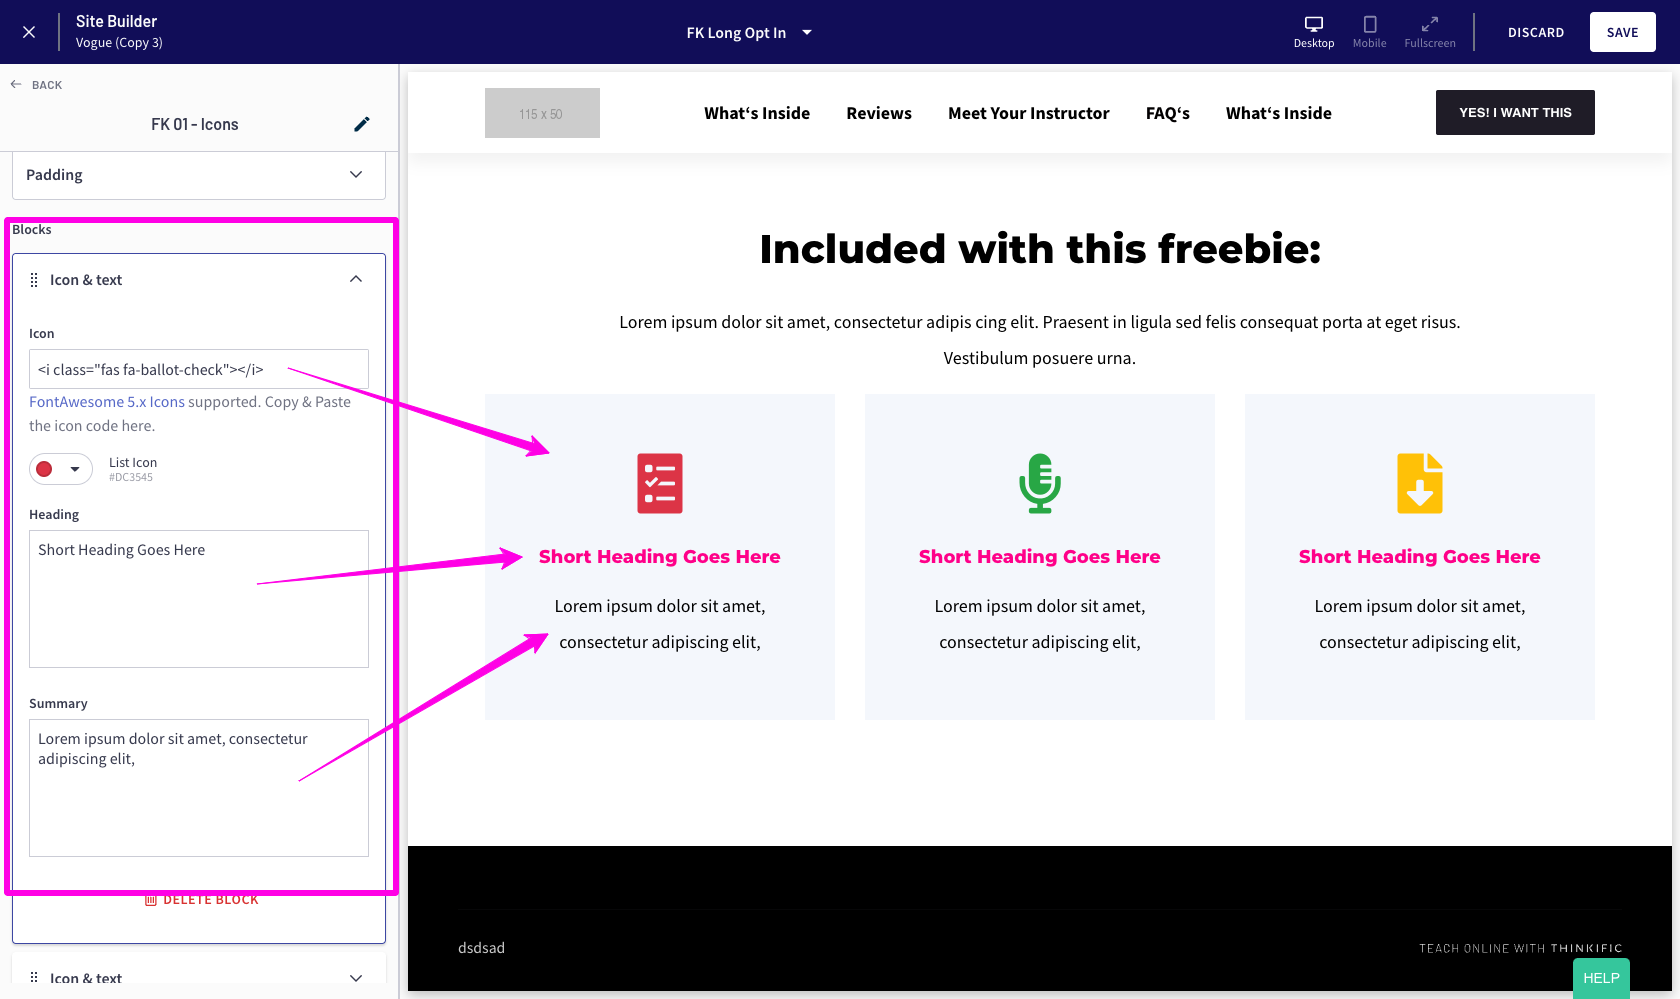 Site Builder
Vogue (Copy 3)
FK Long Opt In
Desktop
Mobile
Fullscreen
DISCARD
SAVE
BACK
FK 01 - Icons
Padding
Blocks
Icon & text
Icon
<i class="fas fa-ballot-check"></i>
FontAwesome 5.x Icons supported. Copy & Paste
the icon code here.
List Icon
#DC3545
Heading
Short Heading Goes Here
Summary
Lorem ipsum dolor sit amet, consectetur
adipiscing elit,
DELETE BLOCK
Icon & text
115 x 50
What‘s Inside
Reviews
Meet Your Instructor
FAQ‘s
What‘s Inside
YES! I WANT THIS
Included with this freebie:
Lorem ipsum dolor sit amet, consectetur adipis cing elit. Praesent in ligula sed felis consequat porta at eget risus.
Vestibulum posuere urna.
Short Heading Goes Here
Lorem ipsum dolor sit amet,
consectetur adipiscing elit,
Short Heading Goes Here
Lorem ipsum dolor sit amet,
consectetur adipiscing elit,
Short Heading Goes Here
Lorem ipsum dolor sit amet,
consectetur adipiscing elit,
dsdsad
TEACH ONLINE WITH THINKIFIC
HELP